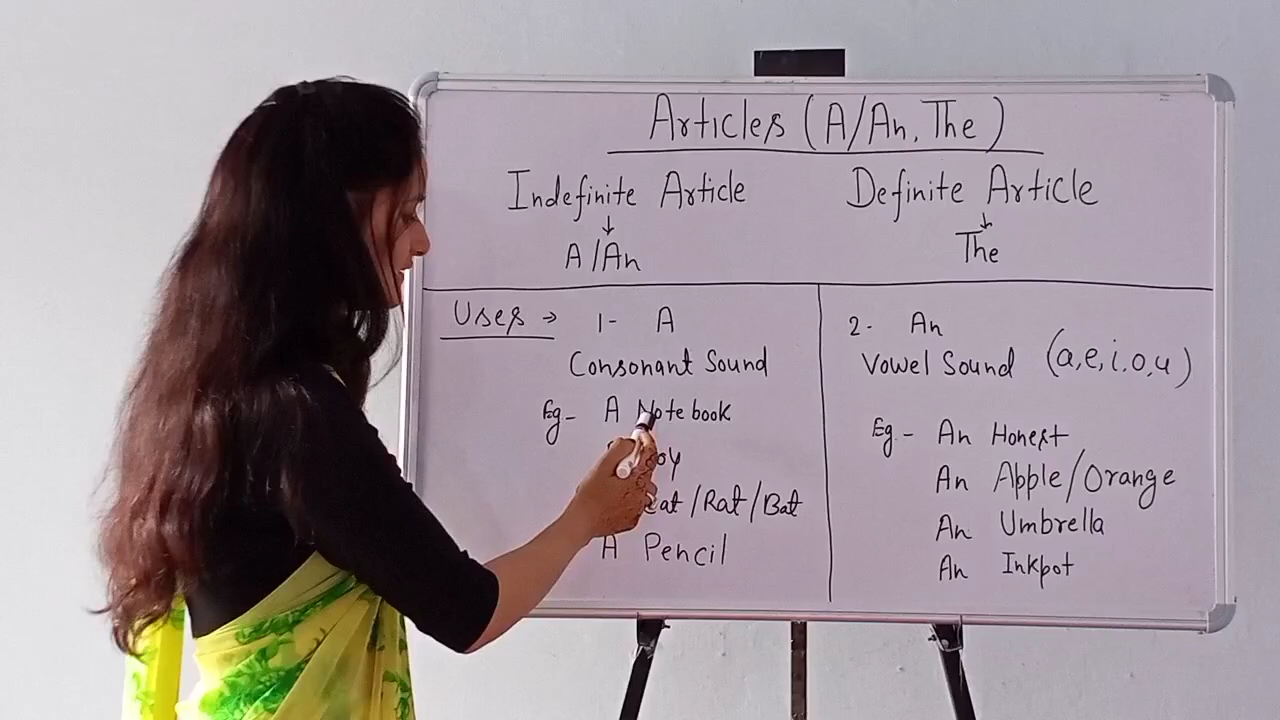 Articles (A/An, The)
Indefinite Article
↓
A/An
Definite Article
↓
The
Uses → 1- A
Consonant Sound
Eg- A Notebook
/Rat/Bat
A Pencil
2- An
Vowel Sound (a,e,i,o,u)
Eg- An Honest
An Apple/Orange
An Umbrella
An Inkpot